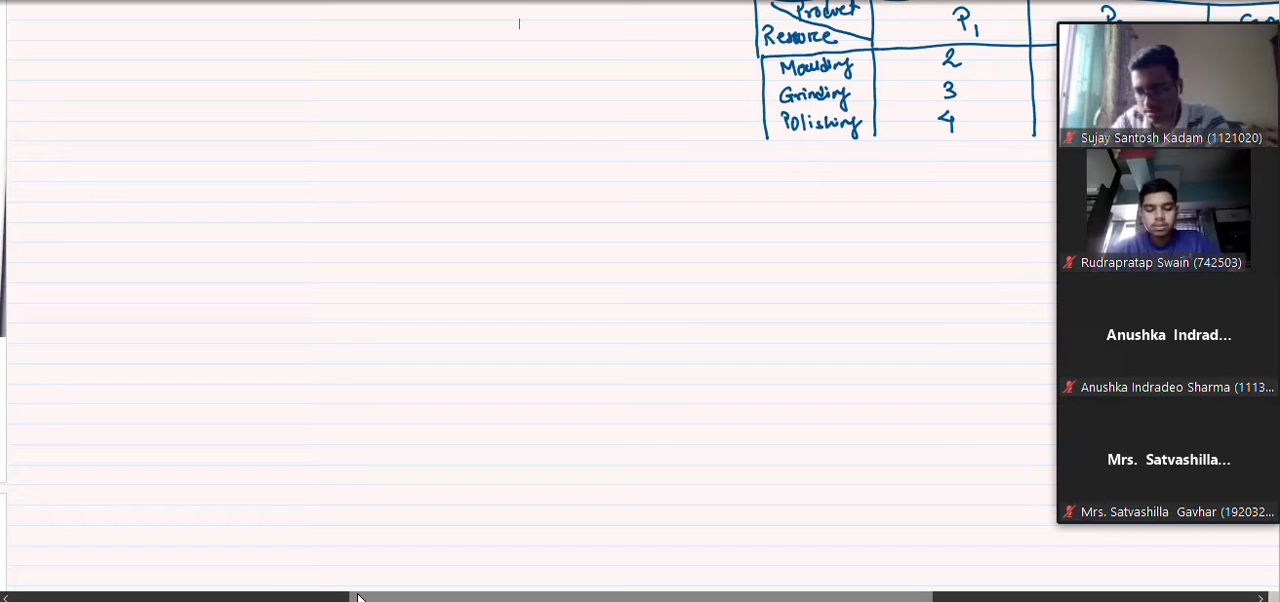 Product P1
Resource
Moulding 2
Grinding 3
Polishing 4
Sujay Santosh Kadam (1121020)
Rudrapratap Swain (742503)
Anushka Indrad...
Anushka Indradeo Sharma (1113...
Mrs. Satvashilla...
Mrs. Satvashilla Gavhar (192032...